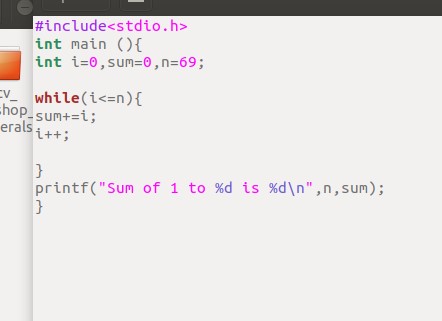 #include<stdio.h>
int main (){
int i=0,sum=0,n=69;
while(i<=n){
sum+=i;
i++;
}
printf("Sum of 1 to %d is %d\n",n,sum);
}
cv_
shop_
erals